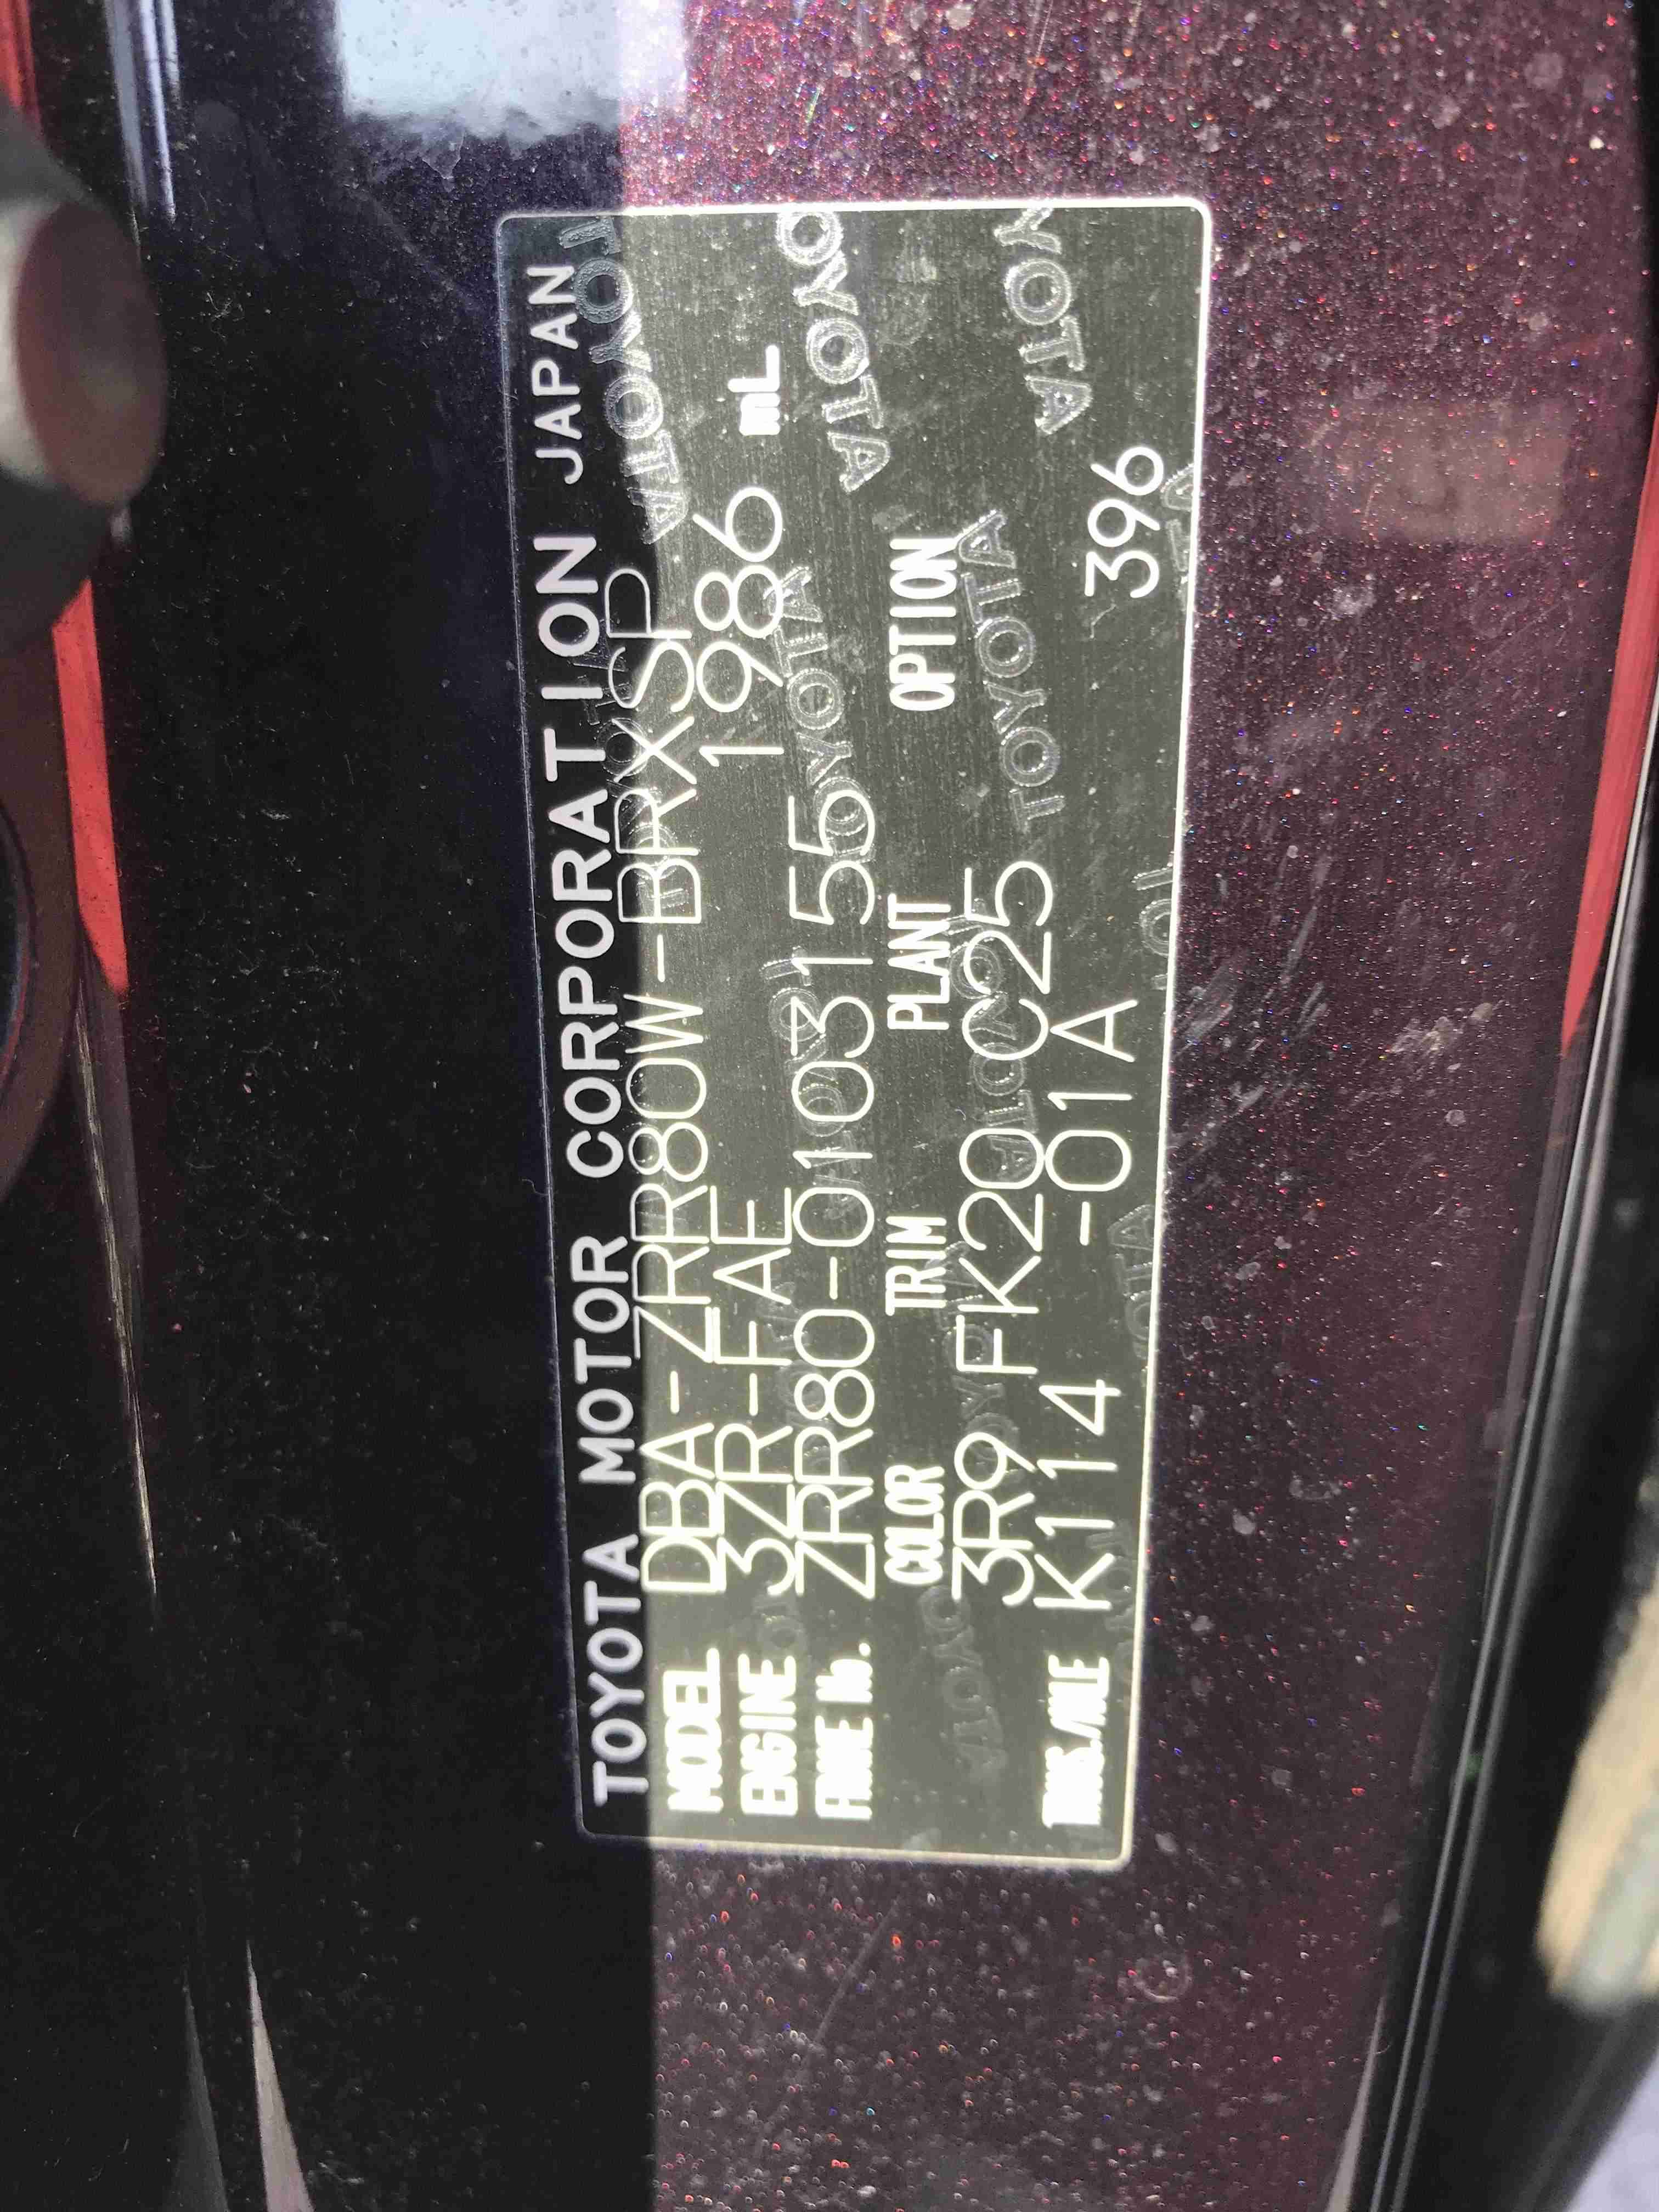 TOYOTA MOTOR CORPORATION JAPAN
MODEL DBA-ZRR80W-BRXSP
ENGINE 3ZR-FAE 1986 mL
FRAME No. ZRR80-0103155
COLOR TRIM PLANT OPTION
3R9 FK20 C25
TRANS./AXLE K114 -01A 396